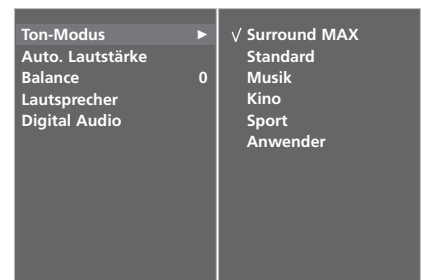 Ton-Modus ►
Auto. Lautstärke
Balance 0
Lautsprecher
Digital Audio
√ Surround MAX
Standard
Musik
Kino
Sport
Anwender